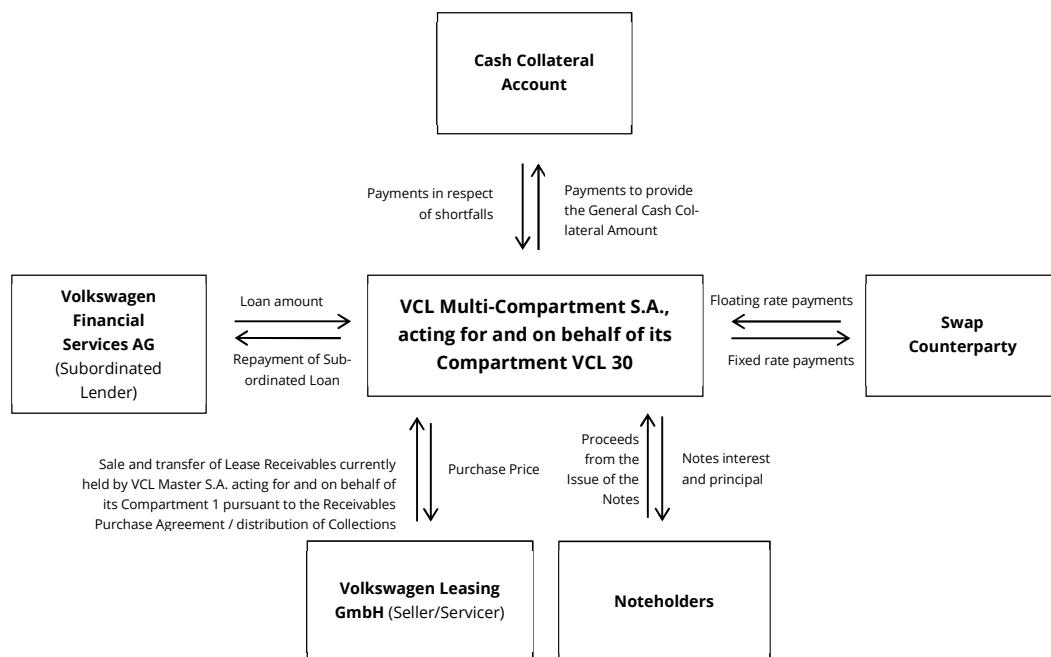 Cash Collateral
Account
Payments in respect
of shortfalls
Payments to provide
the General Cash Col-
lateral Amount
Volkswagen
Financial
Services AG
(Subordinated
Lender)
Loan amount
Repayment of Sub-
ordinated Loan
VCL Multi-Compartment S.A.,
acting for and on behalf of its
Compartment VCL 30
Floating rate payments
Fixed rate payments
Swap
Counterparty
Sale and transfer of Lease Receivables currently
held by VCL Master S.A. acting for and on behalf of
its Compartment 1 pursuant to the Receivables
Purchase Agreement / distribution of Collections
Purchase Price
Proceeds
from the
Issue of the
Notes
Notes interest
and principal
Volkswagen Leasing
GmbH (Seller/Servicer)
Noteholders